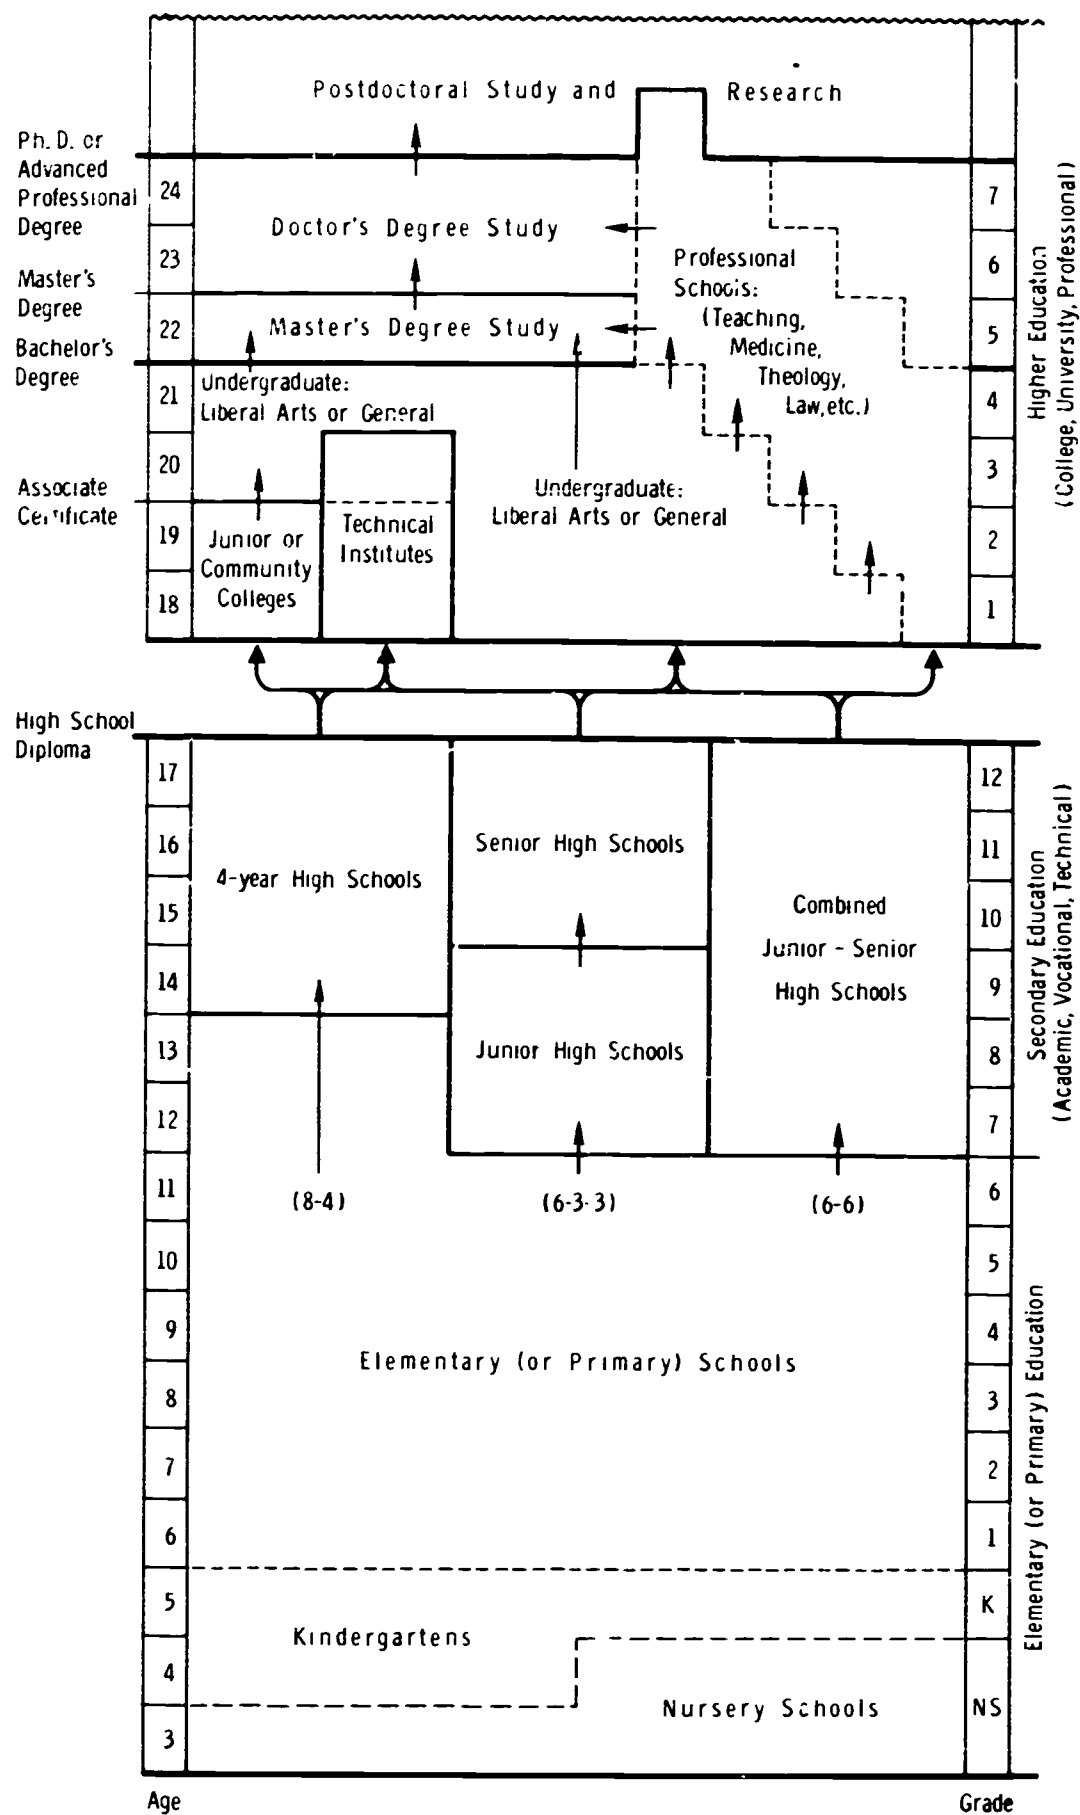 Postdoctoral Study and Research
Ph. D. or
Advanced
Professional
Degree
24
7
Doctor's Degree Study
23
6
Professional
Schools:
(Teaching,
Medicine,
Theology,
Law, etc.)
Master's
Degree
22
5
Master's Degree Study
Bachelor's
Degree
21
4
Undergraduate:
Liberal Arts or General
20
3
Associate
Certificate
Undergraduate:
Liberal Arts or General
19
2
Junior or
Community
Colleges
Technical
Institutes
18
1
Higher Education
(College, University, Professional)
High School
Diploma
17
12
16
11
Senior High Schools
4-year High Schools
15
10
Combined
Junior - Senior
High Schools
14
9
13
8
Junior High Schools
12
7
Secondary Education
(Academic, Vocational, Technical)
11
6
(8-4)
(6-3-3)
(6-6)
10
5
9
4
Elementary (or Primary) Schools
8
3
7
2
6
1
5
K
Kindergartens
4
Nursery Schools
NS
3
Elementary (or Primary) Education
Age
Grade